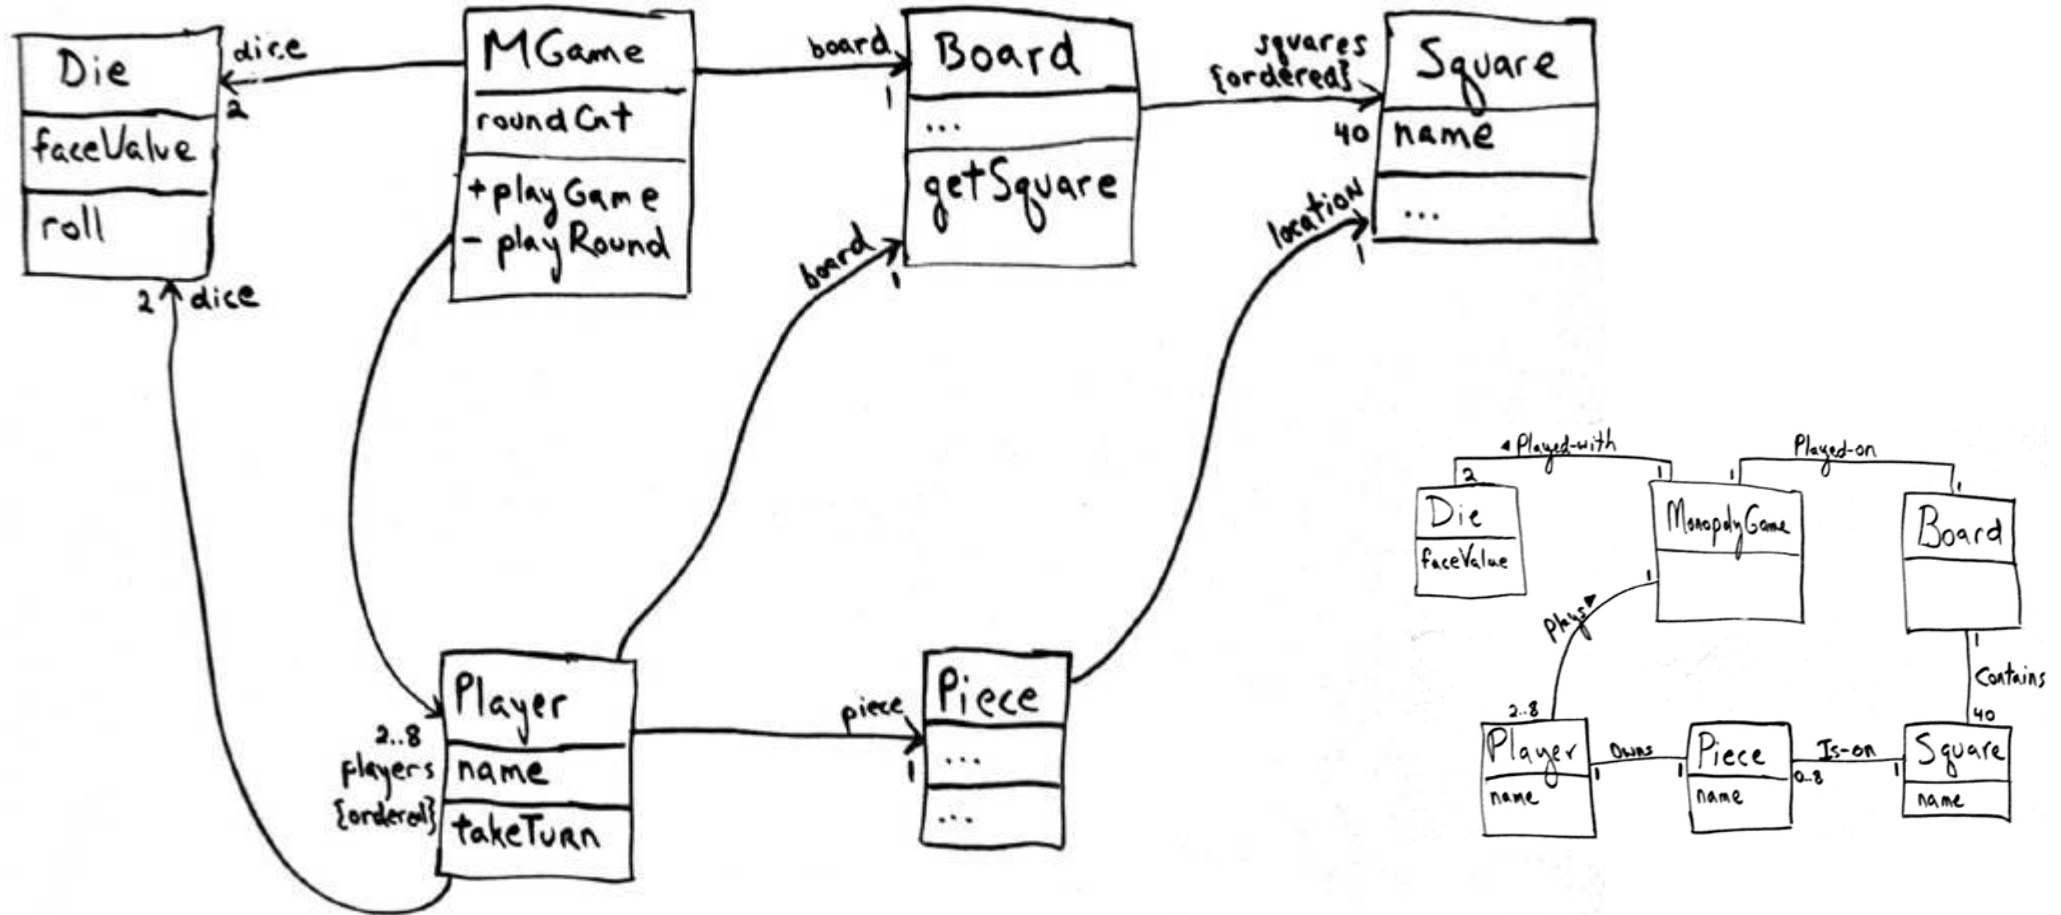 Die
faceValue
roll
dice
2
2 dice
MGame
roundCnt
+playGame
- playRound
board
1
Board
...
getSquare
board
1
squares
{ordered}
40
Square
name
...
location
1
2..8
players
{ordered}
Player
name
takeTurn
piece
1
Piece
...
...
◄ Played-with
2
1
Die
faceValue
Played-on
1
1
MonopolyGame
Board
Plays
1
2..8
1
Contains
40
Player
name
Owns
1
1
Piece
name
Is-on
0..8
1
Square
name